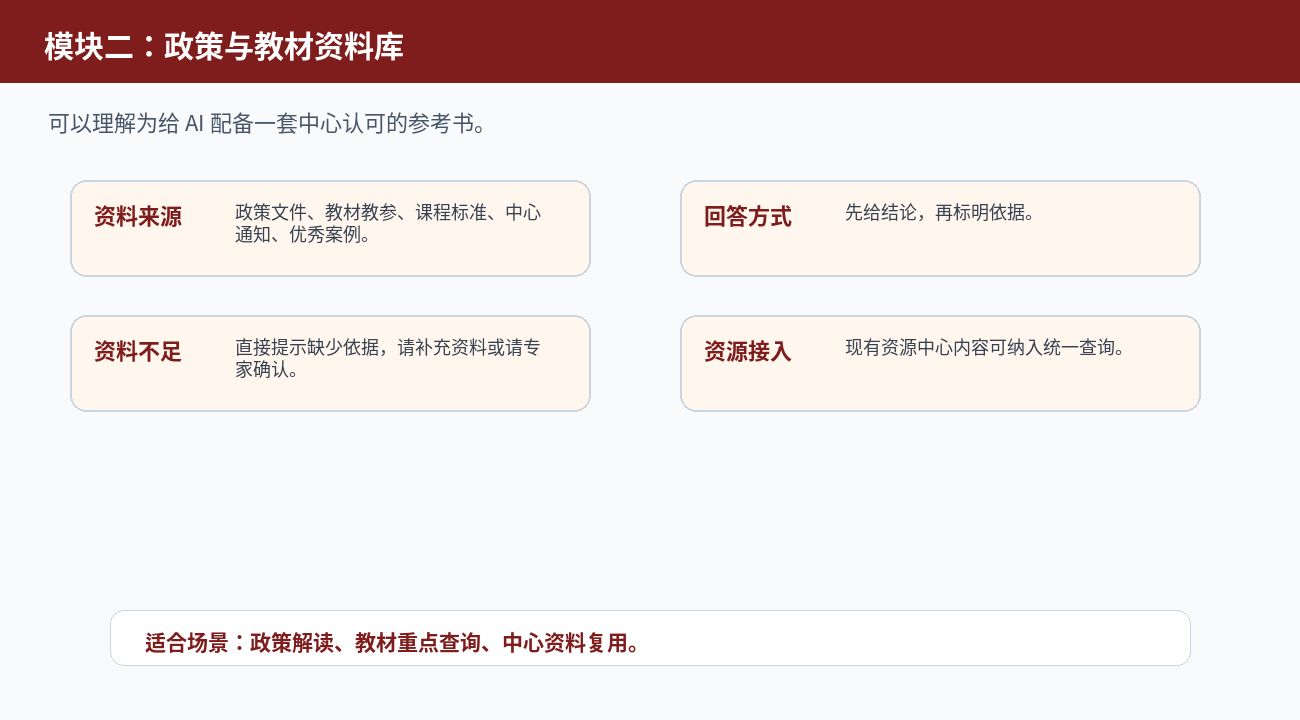 模块二：政策与教材资料库
可以理解为给 AI 配备一套中心认可的参考书。
资料来源
政策文件、教材教参、课程标准、中心
通知、优秀案例。
回答方式
先给结论，再标明依据。
资料不足
直接提示缺少依据，请补充资料或请专
家确认。
资源接入
现有资源中心内容可纳入统一查询。
适合场景：政策解读、教材重点查询、中心资料复用。